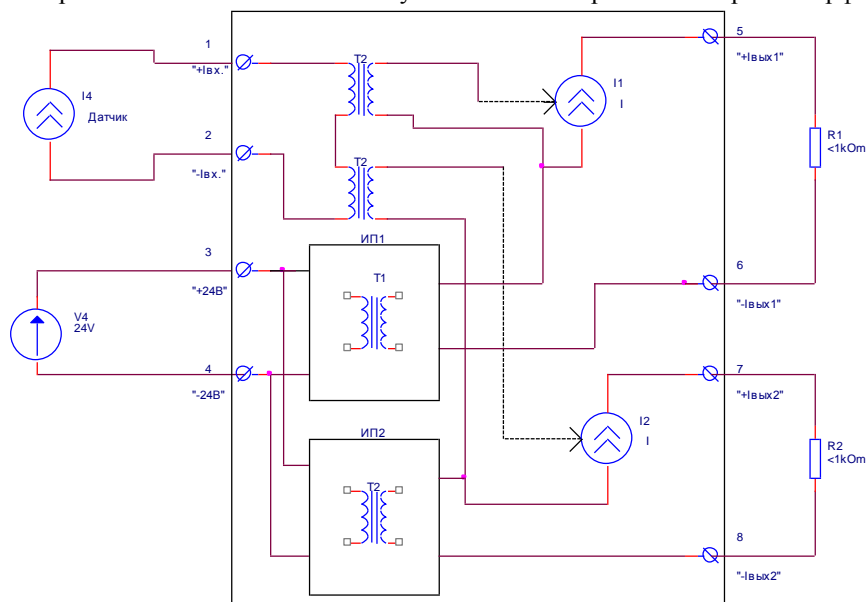 1
"+Iвх."
I4
Датчик
2
"-Iвх."
3
"+24В"
V4
24V
4
"-24В"
T2
T2
ИП1
T1
ИП2
T2
I1
I
I2
I
5
"+Iвых1"
R1
<1kOm
6
"-Iвых1"
7
"+Iвых2"
R2
<1kOm
8
"-Iвых2"